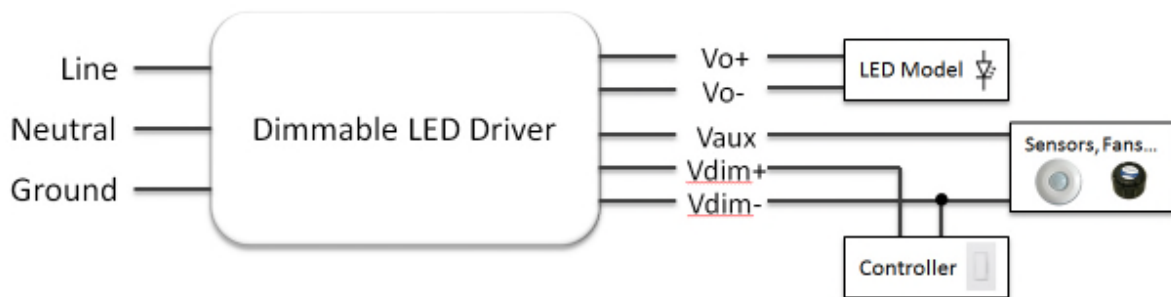 Line
Neutral
Ground
Dimmable LED Driver
Vo+
Vo-
Vaux
Vdim+
Vdim-
LED Model
Sensors, Fans...
Controller